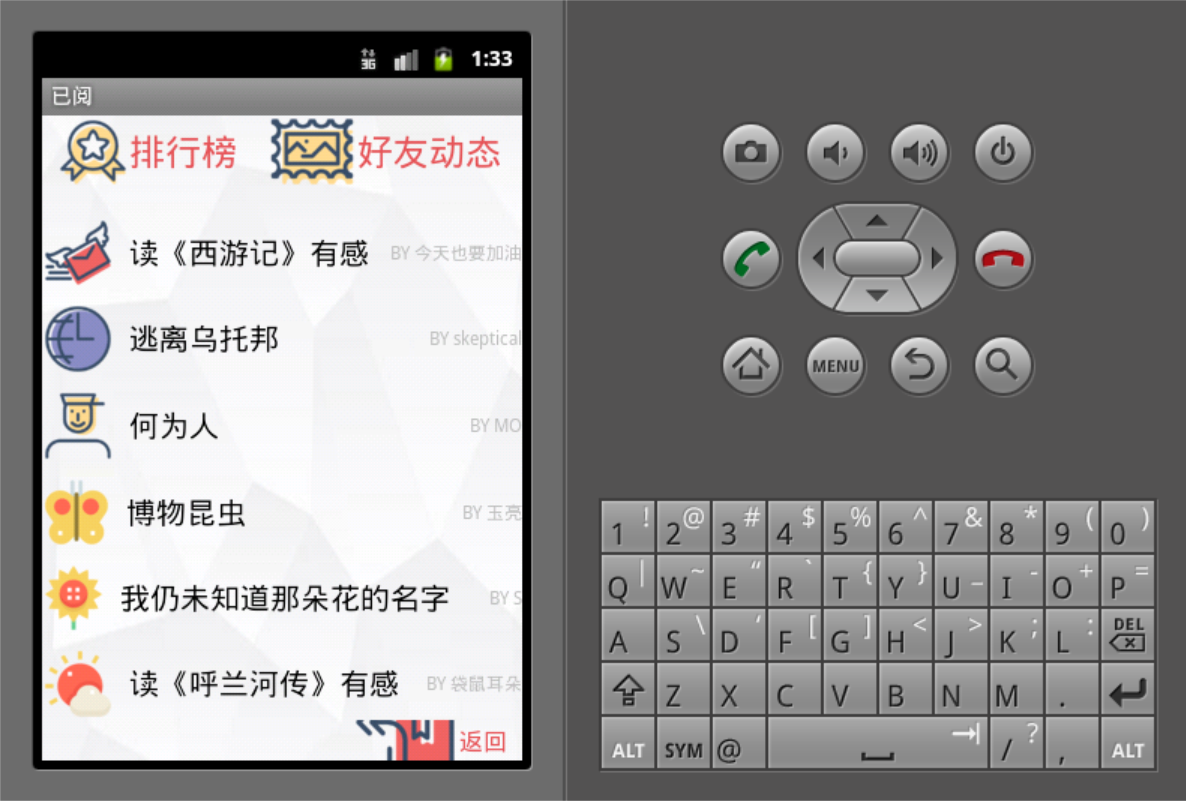 3G 1:33
已阅
排行榜 好友动态
读《西游记》有感 BY 今天也要加油
逃离乌托邦 BY skeptical
何为人 BY MO
博物昆虫 BY 玉亮
我仍未知道那朵花的名字 BY S
读《呼兰河传》有感 BY 袋鼠耳朵
返回
MENU
1 ! 2 @ 3 # 4 $ 5 % 6 ^ 7 & 8 * 9 ( 0 )
Q | W ~ E “ R ` T { Y } U _ I - O + P =
A S \ D ‘ F [ G ] H < J > K ; L : DEL
Z X C V B N M .
ALT SYM @ / ? , ALT